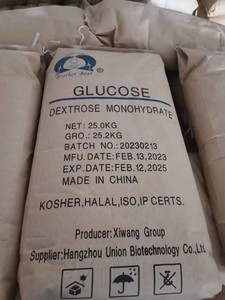 GLUCOSE
DEXTROSE MONOHYDRATE
NET: 25.0KG
GRO: 25.2KG
BATCH NO.: 20230213
MFU. DATE: FEB.13,2023
EXP. DATE: FEB.12,2025
MADE IN CHINA
KOSHER,HALAL,ISO,IP CERTS.
Producer: Xiwang Group
Supplier: Hangzhou Union Biotechnology Co.,Ltd